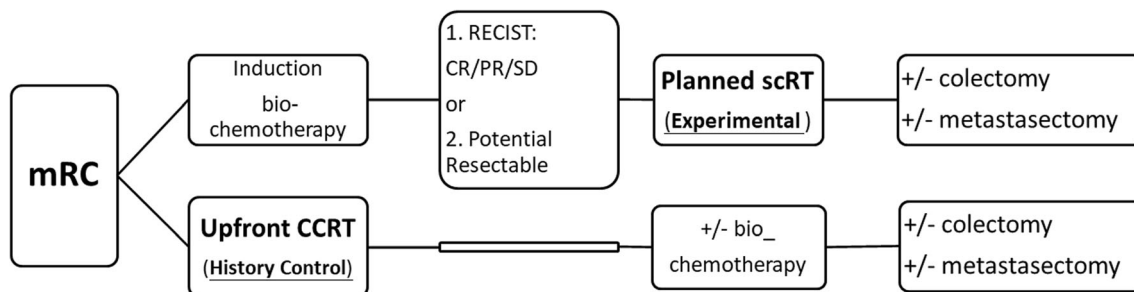 mRC
Induction
bio-
chemotherapy
1. RECIST:
CR/PR/SD
or
2. Potential
Resectable
Planned scRT
(Experimental )
+/- colectomy
+/- metastasectomy
Upfront CCRT
(History Control)
+/- bio_
chemotherapy
+/- colectomy
+/- metastasectomy